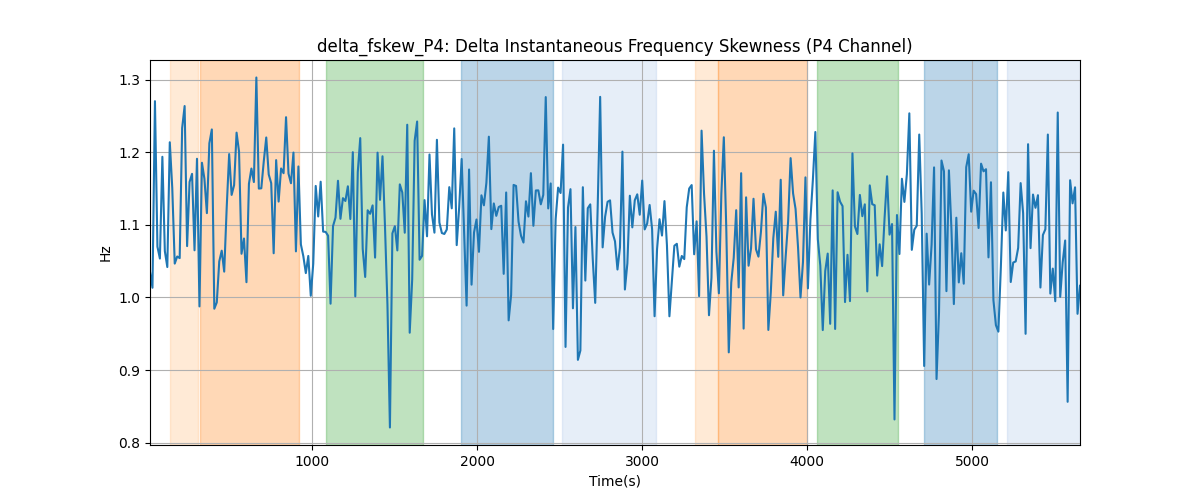 delta_fskew_P4: Delta Instantaneous Frequency Skewness (P4 Channel)
1.3
1.2
1.1
1.0
0.9
0.8
Hz
1000 2000 3000 4000 5000
Time(s)